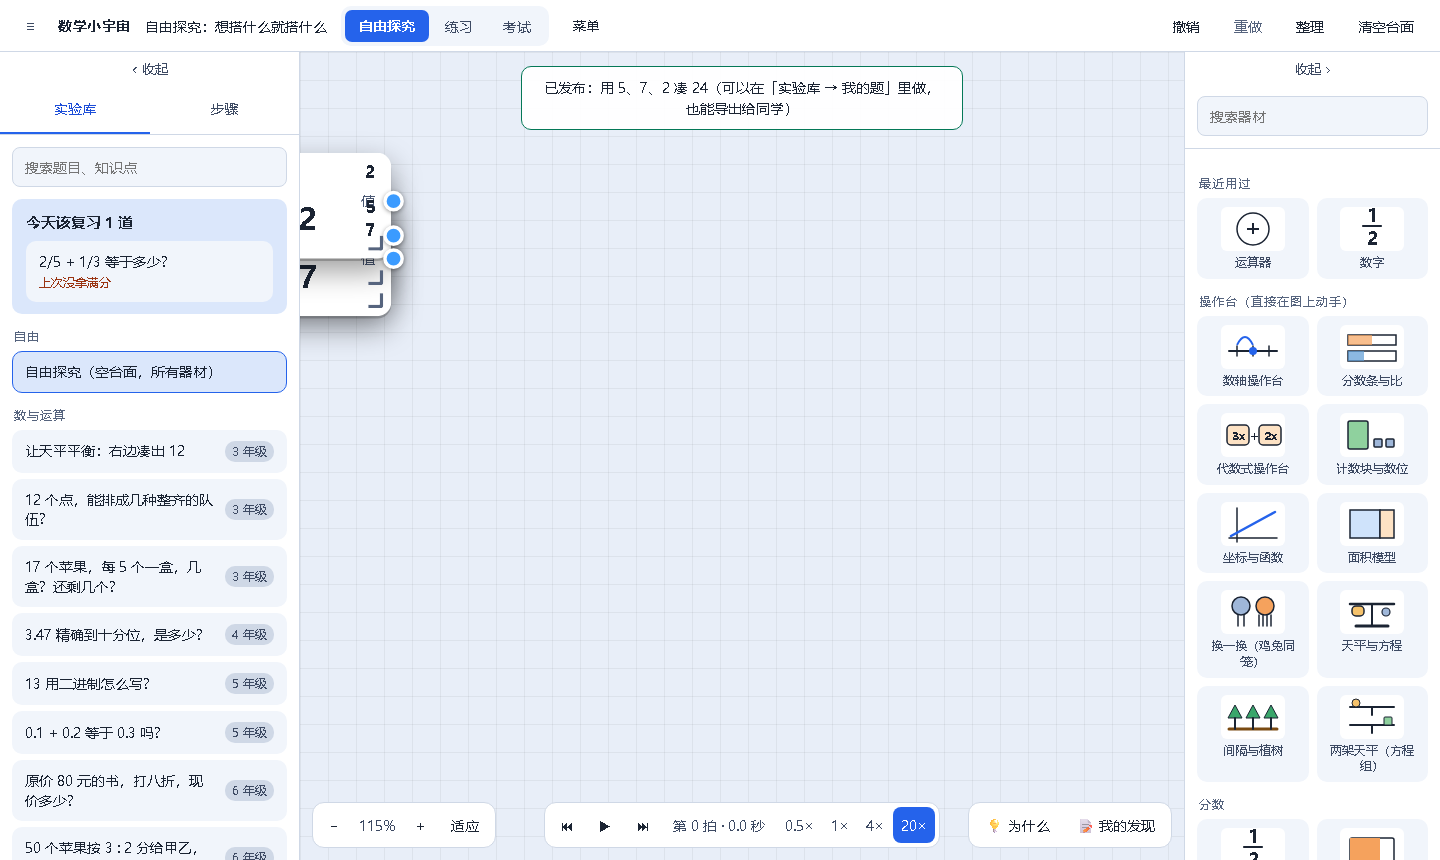 ≡ 数学小宇宙 自由探究：想搭什么就搭什么 自由探究 练习 考试 菜单 撤销 重做 整理 清空台面
‹ 收起
实验库 步骤
搜索题目、知识点
今天该复习 1 道
2/5 + 1/3 等于多少？
上次没拿满分
自由
自由探究（空台面，所有器材）
数与运算
让天平平衡：右边凑出 12 3 年级
12 个点，能排成几种整齐的队
伍？ 3 年级
17 个苹果，每 5 个一盒，几
盒？还剩几个？ 3 年级
3.47 精确到十分位，是多少？ 4 年级
13 用二进制怎么写？ 5 年级
0.1 + 0.2 等于 0.3 吗？ 5 年级
原价 80 元的书，打八折，现
价多少？ 6 年级
50 个苹果按 3 : 2 分给甲乙， 6 年级
已发布：用 5、7、2 凑 24（可以在「实验库 → 我的题」里做，
也能导出给同学）
2
值
5
2
7
值
7
− 115% + 适应
⏮ ▶ ⏭ 第 0 拍 · 0.0 秒 0.5× 1× 4× 20×
💡 为什么 📝 我的发现
收起 ›
搜索器材
最近用过
+ 1/2
运算器 数字
操作台（直接在图上动手）
数轴操作台 分数条与比
3x + 2x
代数式操作台 计数块与数位
坐标与函数 面积模型
换一换（鸡兔同
笼） 天平与方程
间隔与植树 两架天平（方程
组）
分数
1
2